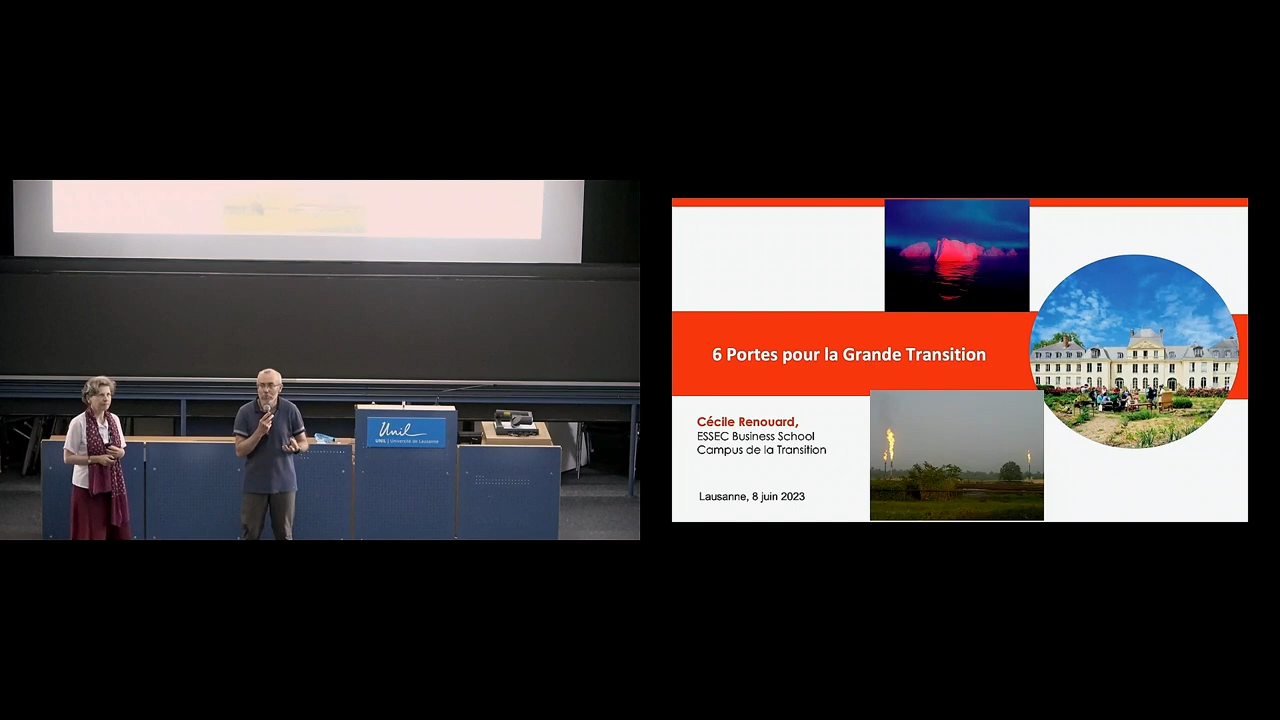 Unil
UNIL | Université de Lausanne
6 Portes pour la Grande Transition
Cécile Renouard,
ESSEC Business School
Campus de la Transition
Lausanne, 8 juin 2023